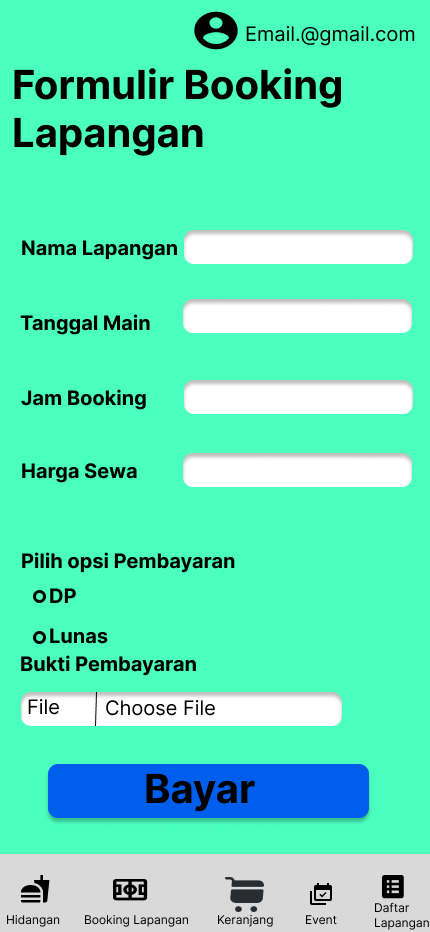 Email.@gmail.com
Formulir Booking
Lapangan
Nama Lapangan
Tanggal Main
Jam Booking
Harga Sewa
Pilih opsi Pembayaran
DP
Lunas
Bukti Pembayaran
File Choose File
Bayar
Hidangan
Booking Lapangan
Keranjang
Event
Daftar
Lapangan